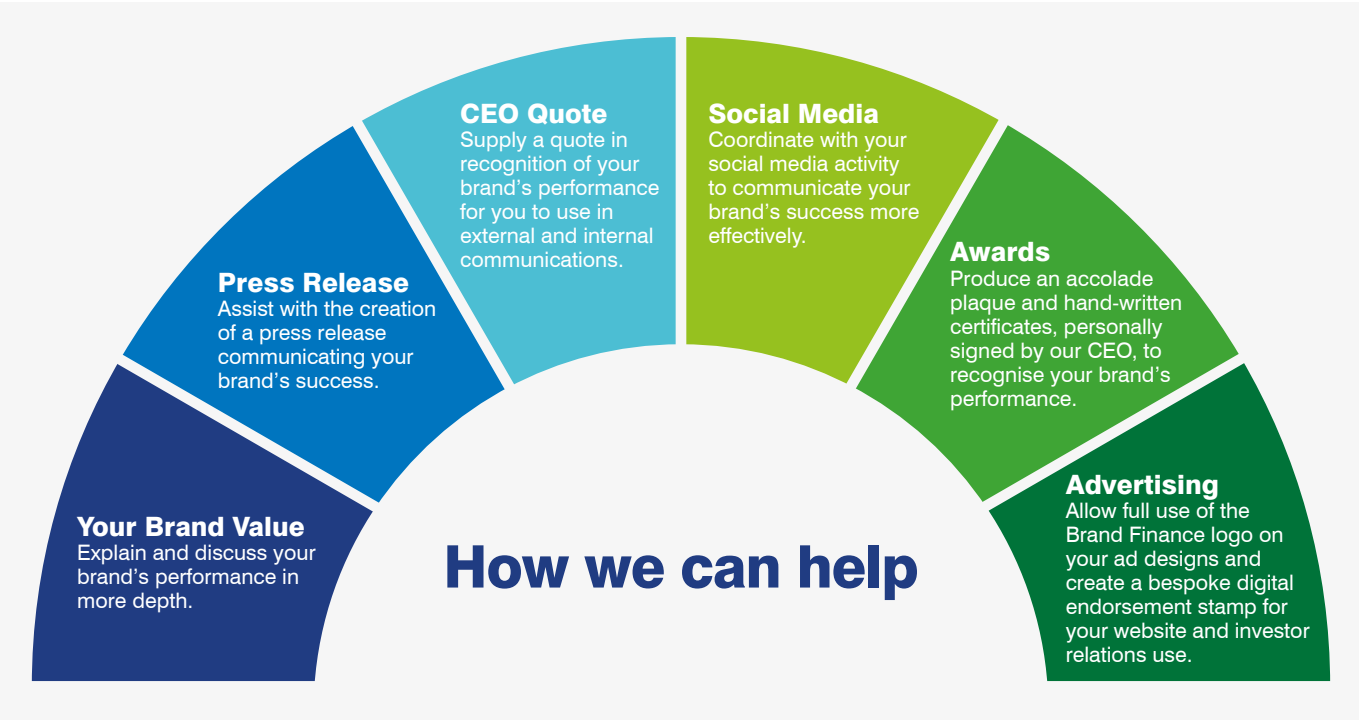 Your Brand Value
Explain and discuss your
brand's performance in
more depth.
Press Release
Assist with the creation
of a press release
communicating your
brand's success.
CEO Quote
Supply a quote in
recognition of your
brand's performance
for you to use in
external and internal
communications.
Social Media
Coordinate with your
social media activity
to communicate your
brand's success more
effectively.
Awards
Produce an accolade
plaque and hand-written
certificates, personally
signed by our CEO, to
recognise your brand's
performance.
Advertising
Allow full use of the
Brand Finance logo on
your ad designs and
create a bespoke digital
endorsement stamp for
your website and investor
relations use.
How we can help